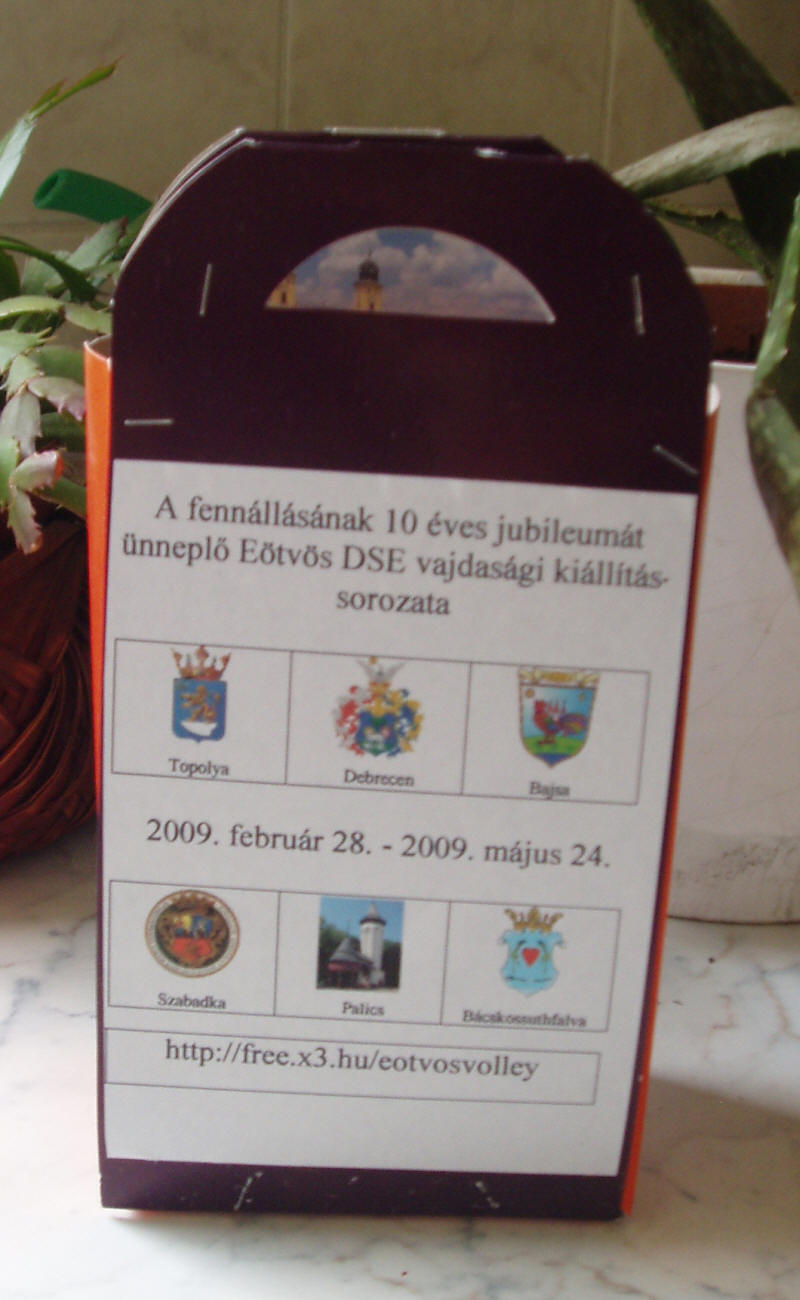 A fennállásának 10 éves jubileumát
ünneplő Eötvös DSE vajdasági kiállítás-
sorozata
Topolya
Debrecen
Bajsa
2009. február 28. - 2009. május 24.
Szabadka
Palics
Bácskossuthfalva
http://free.x3.hu/eotvosvolley